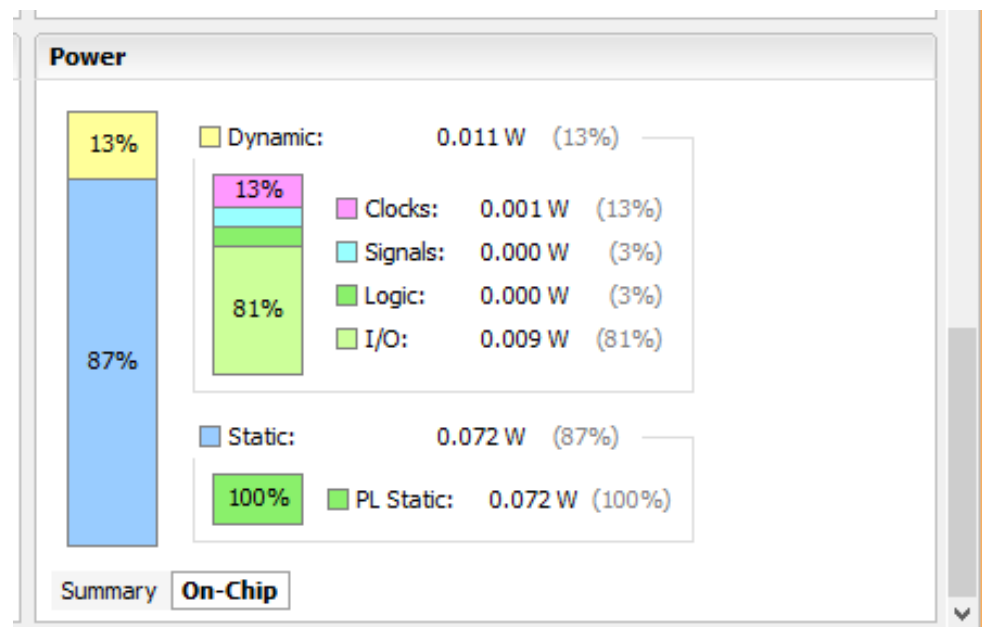 Power
13%
Dynamic: 0.011 W (13%)
13%
Clocks: 0.001 W (13%)
Signals: 0.000 W (3%)
Logic: 0.000 W (3%)
81%
I/O: 0.009 W (81%)
87%
Static: 0.072 W (87%)
100% PL Static: 0.072 W (100%)
Summary On-Chip